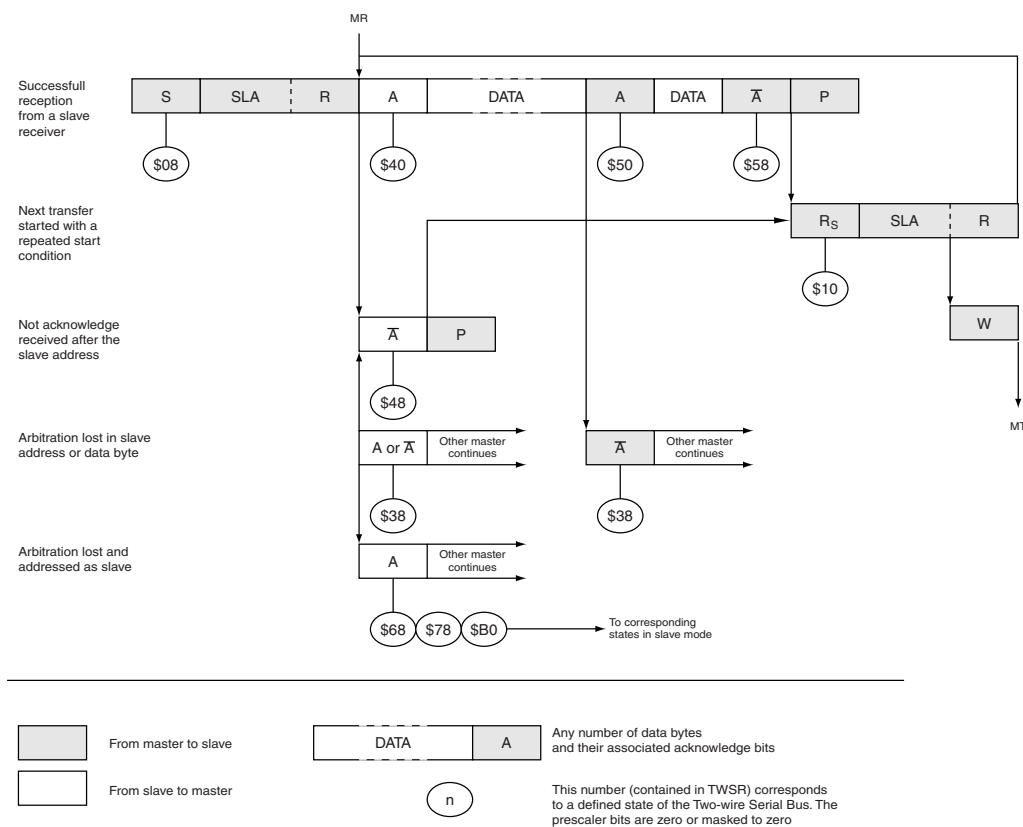 MR
Successfull
reception
from a slave
receiver
S SLA R A DATA A DATA A̅ P
$08 $40 $50 $58
Next transfer
started with a
repeated start
condition
RS SLA R
$10
Not acknowledge
received after the
slave address
A̅ P
W
$48
MT
Arbitration lost in slave
address or data byte
A or A̅
Other master
continues
A̅
Other master
continues
$38 $38
Arbitration lost and
addressed as slave
A
Other master
continues
$68 $78 $B0
To corresponding
states in slave mode
From master to slave
DATA A
Any number of data bytes
and their associated acknowledge bits
From slave to master
n
This number (contained in TWSR) corresponds
to a defined state of the Two-wire Serial Bus. The
prescaler bits are zero or masked to zero